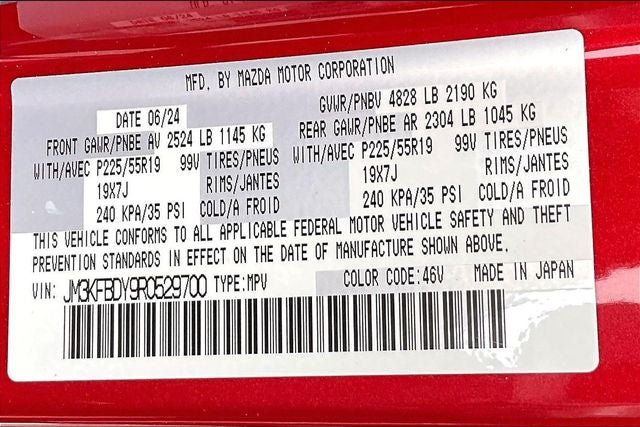 MFD. BY MAZDA MOTOR CORPORATION
DATE 06/24 GVWR/PNBV 4828 LB 2190 KG
FRONT GAWR/PNBE AV 2524 LB 1145 KG REAR GAWR/PNBE AR 2304 LB 1045 KG
WITH/AVEC P225/55R19 99V TIRES/PNEUS WITH/AVEC P225/55R19 99V TIRES/PNEUS
19X7J RIMS/JANTES 19X7J RIMS/JANTES
240 KPA/35 PSI COLD/A FROID 240 KPA/35 PSI COLD/A FROID
THIS VEHICLE CONFORMS TO ALL APPLICABLE FEDERAL MOTOR VEHICLE SAFETY AND THEFT
PREVENTION STANDARDS IN EFFECT ON THE DATE OF MANUFACTURE SHOWN ABOVE.
VIN: JM3KFBDY9R0529700 TYPE:MPV COLOR CODE:46V MADE IN JAPAN